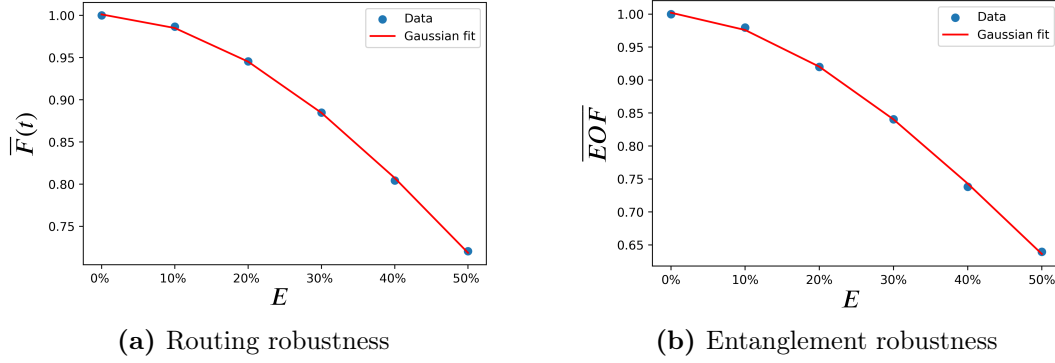 1.00
0.95
0.90
0.85
0.80
0.75
F̅(t)
Data
Gaussian fit
0%
10%
20%
30%
40%
50%
E
(a) Routing robustness
1.00
0.95
0.90
0.85
0.80
0.75
0.70
0.65
E̅O̅F̅
Data
Gaussian fit
0%
10%
20%
30%
40%
50%
E
(b) Entanglement robustness